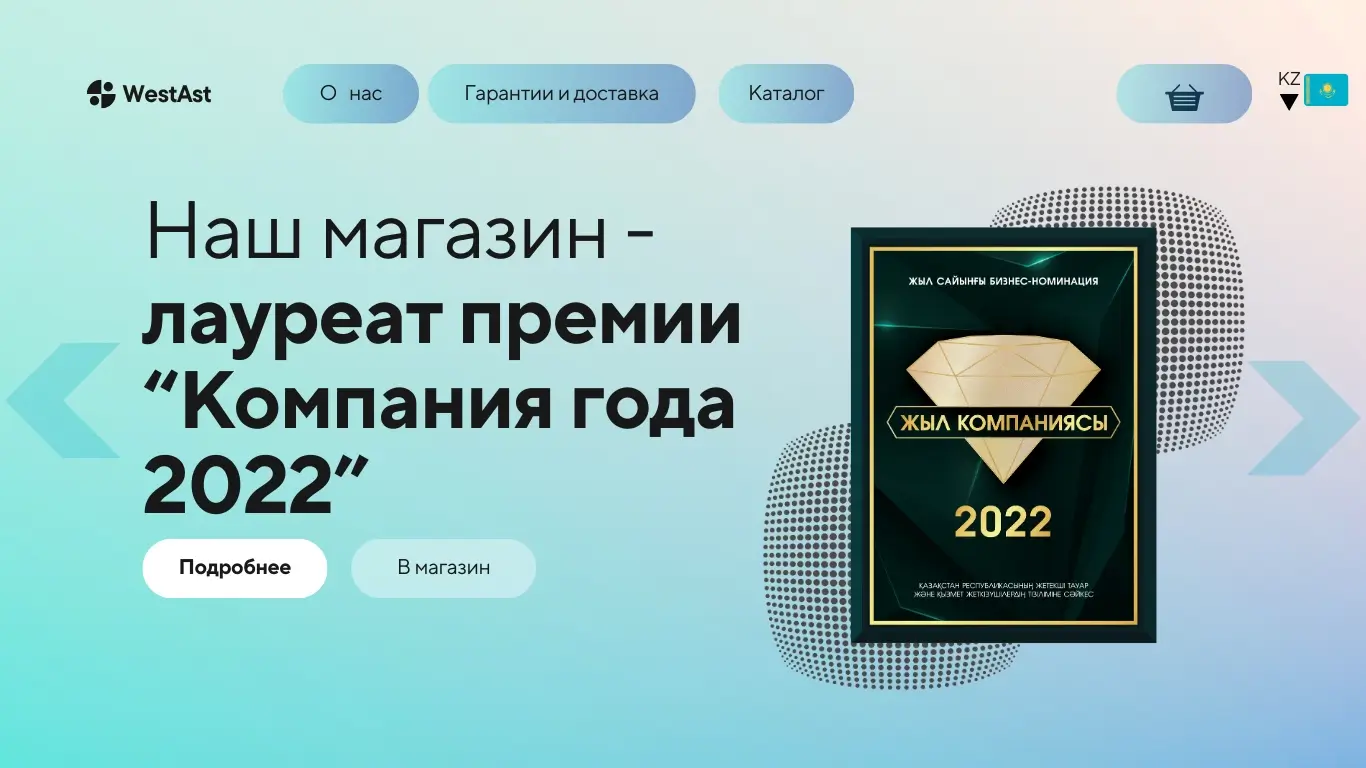 WestAst
О нас
Гарантии и доставка
Каталог
KZ
Наш магазин -
лауреат премии
“Компания года
2022”
Подробнее
В магазин
ЖЫЛ САЙЫНҒЫ БИЗНЕС-НОМИНАЦИЯ
ЖЫЛ КОМПАНИЯСЫ
2022
ҚАЗАҚСТАН РЕСПУБЛИКАСЫНЫҢ ЖЕТЕКШІ ТАУАР
ЖӘНЕ ҚЫЗМЕТ ЖЕТКІЗУШІЛЕРДІҢ ТІЗІЛІМІНЕ СӘЙКЕС